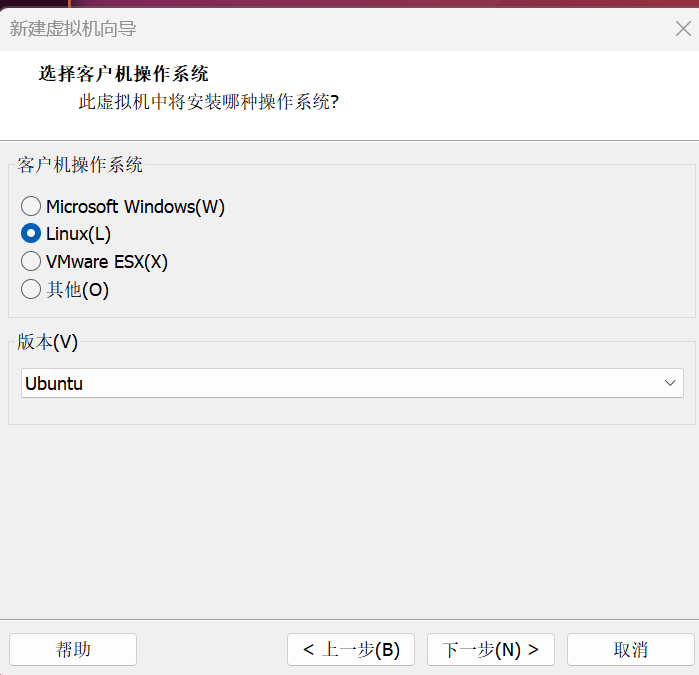 新建虚拟机向导
选择客户机操作系统
此虚拟机中将安装哪种操作系统?
客户机操作系统
Microsoft Windows(W)
Linux(L)
VMware ESX(X)
其他(O)
版本(V)
Ubuntu
帮助
< 上一步(B)
下一步(N) >
取消